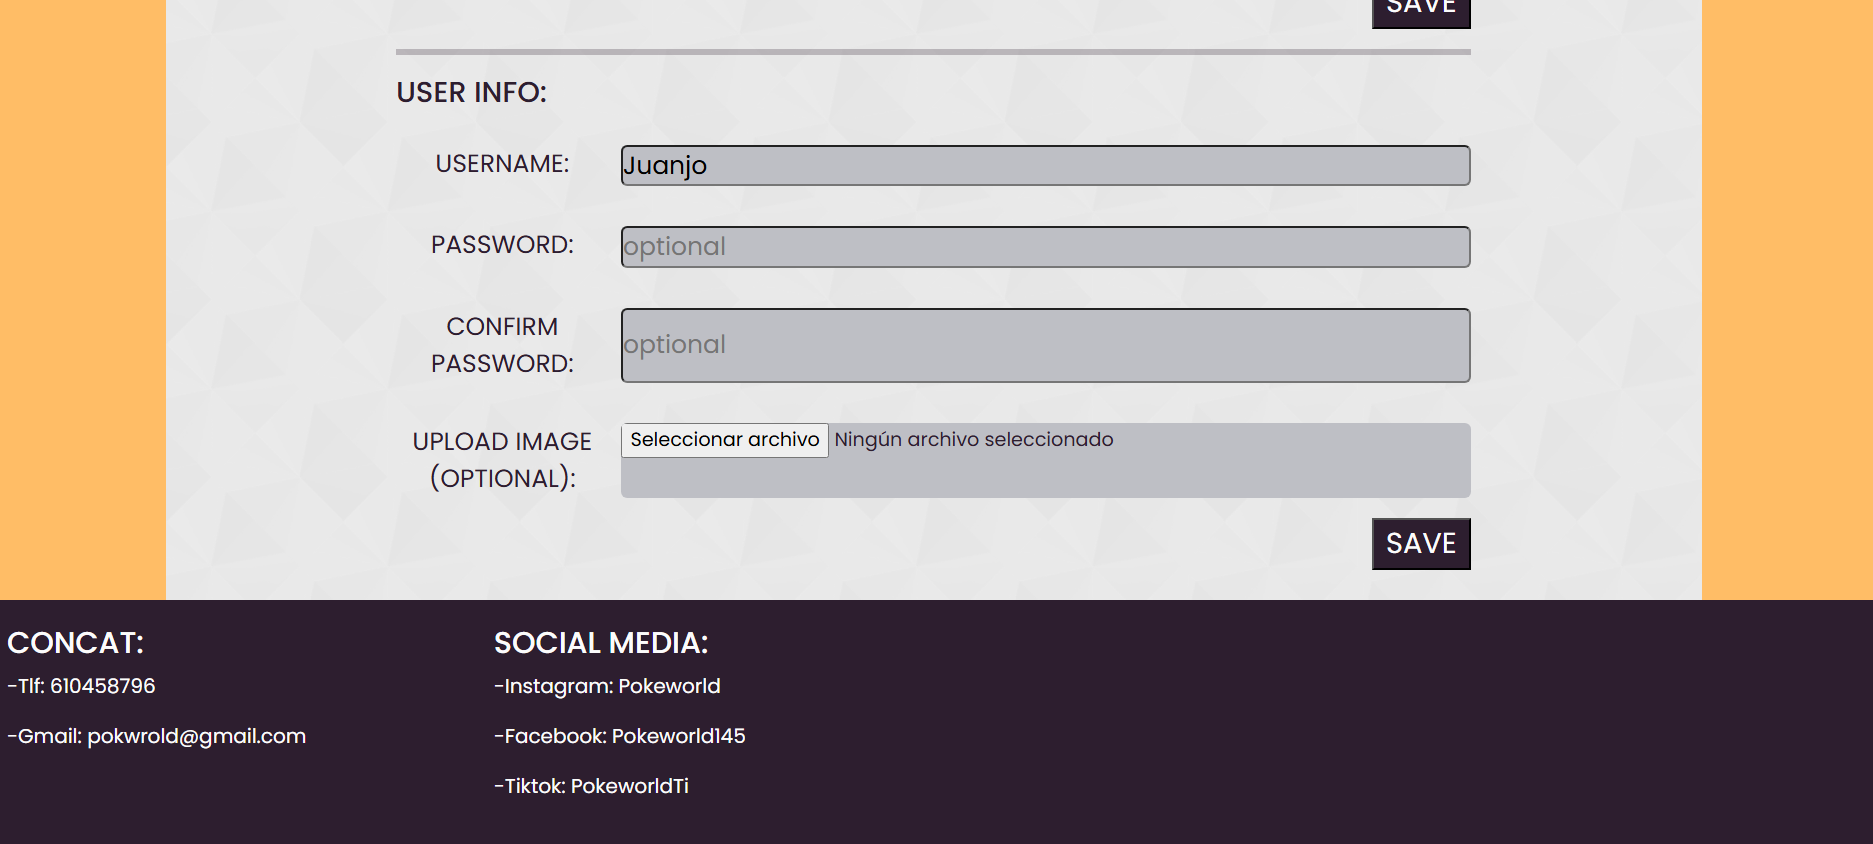 SAVE
USER INFO:
USERNAME:
Juanjo
PASSWORD:
optional
CONFIRM
PASSWORD:
optional
UPLOAD IMAGE
(OPTIONAL):
Seleccionar archivo Ningún archivo seleccionado
SAVE
CONCAT:
-Tlf: 610458796
-Gmail: pokwrold@gmail.com
SOCIAL MEDIA:
-Instagram: Pokeworld
-Facebook: Pokeworld145
-Tiktok: PokeworldTi